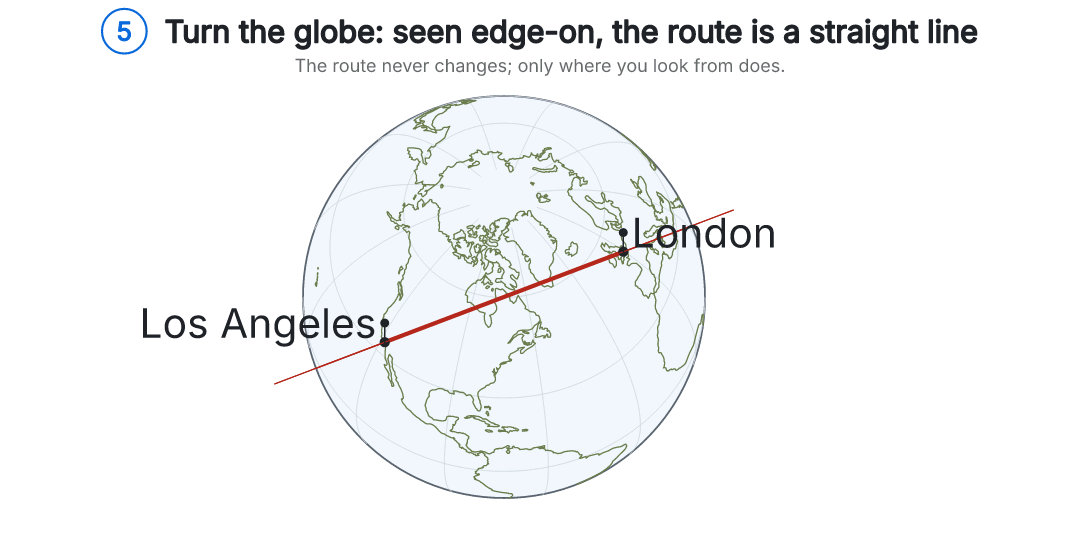 5 Turn the globe: seen edge-on, the route is a straight line
The route never changes; only where you look from does.
London
Los Angeles